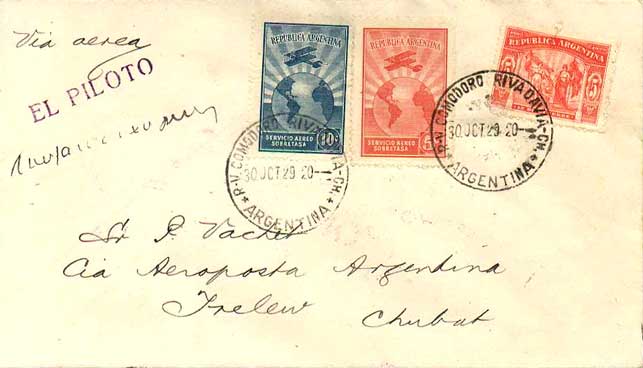 Via aerea
EL PILOTO
REPUBLICA ARGENTINA
SERVICIO AEREO
SOBRETASA
10c
REPUBLICA ARGENTINA
SERVICIO AEREO
SOBRETASA
5
REPUBLICA ARGENTINA
5
R.V. COMODORO RIVADAVIA-CH.
30 OCT 29 20
* ARGENTINA *
R.V. COMODORO RIVADAVIA-CH.
30 OCT 29 20
* ARGENTINA *
Sr P. Vachet
Cia Aeroposta Argentina
Trelew Chubut